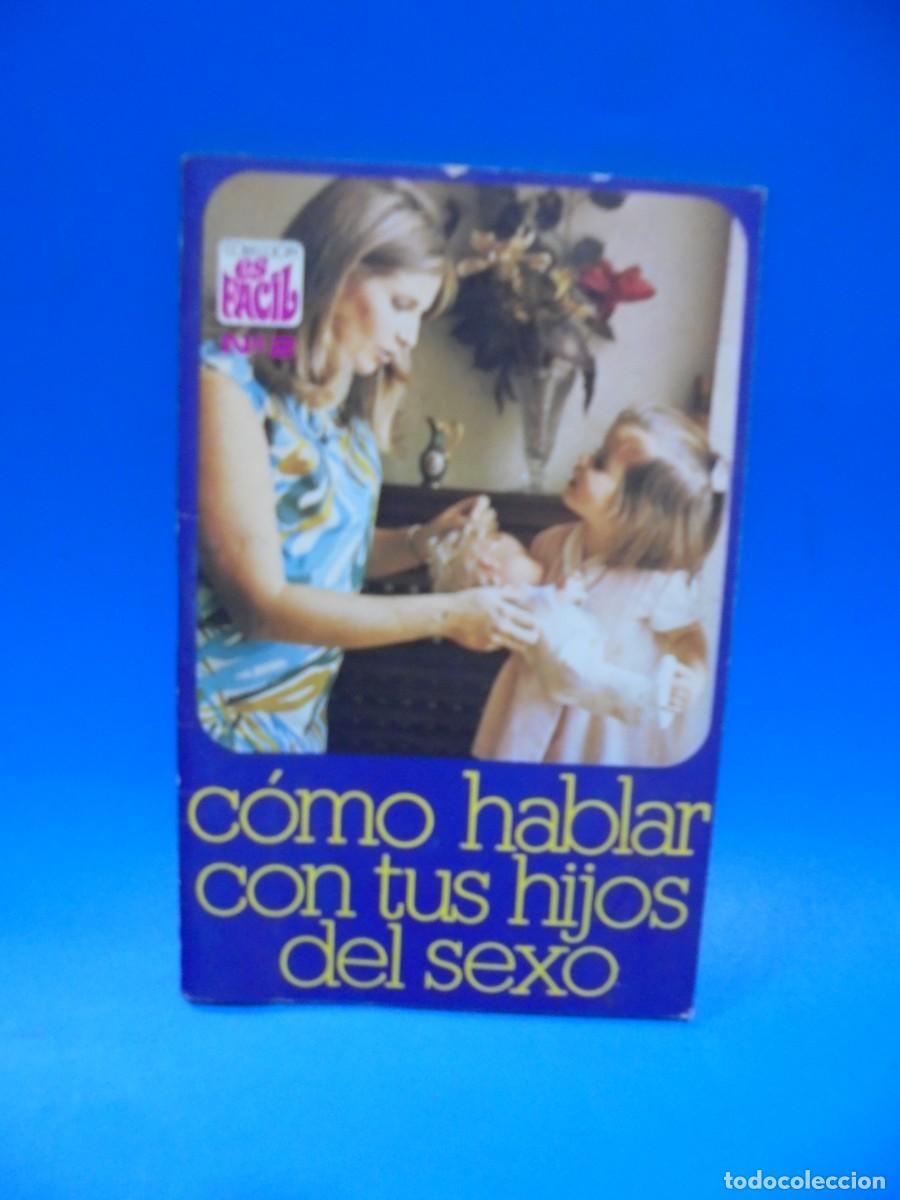 es
FACIL
cómo hablar
con tus hijos
del sexo
todocoleccion